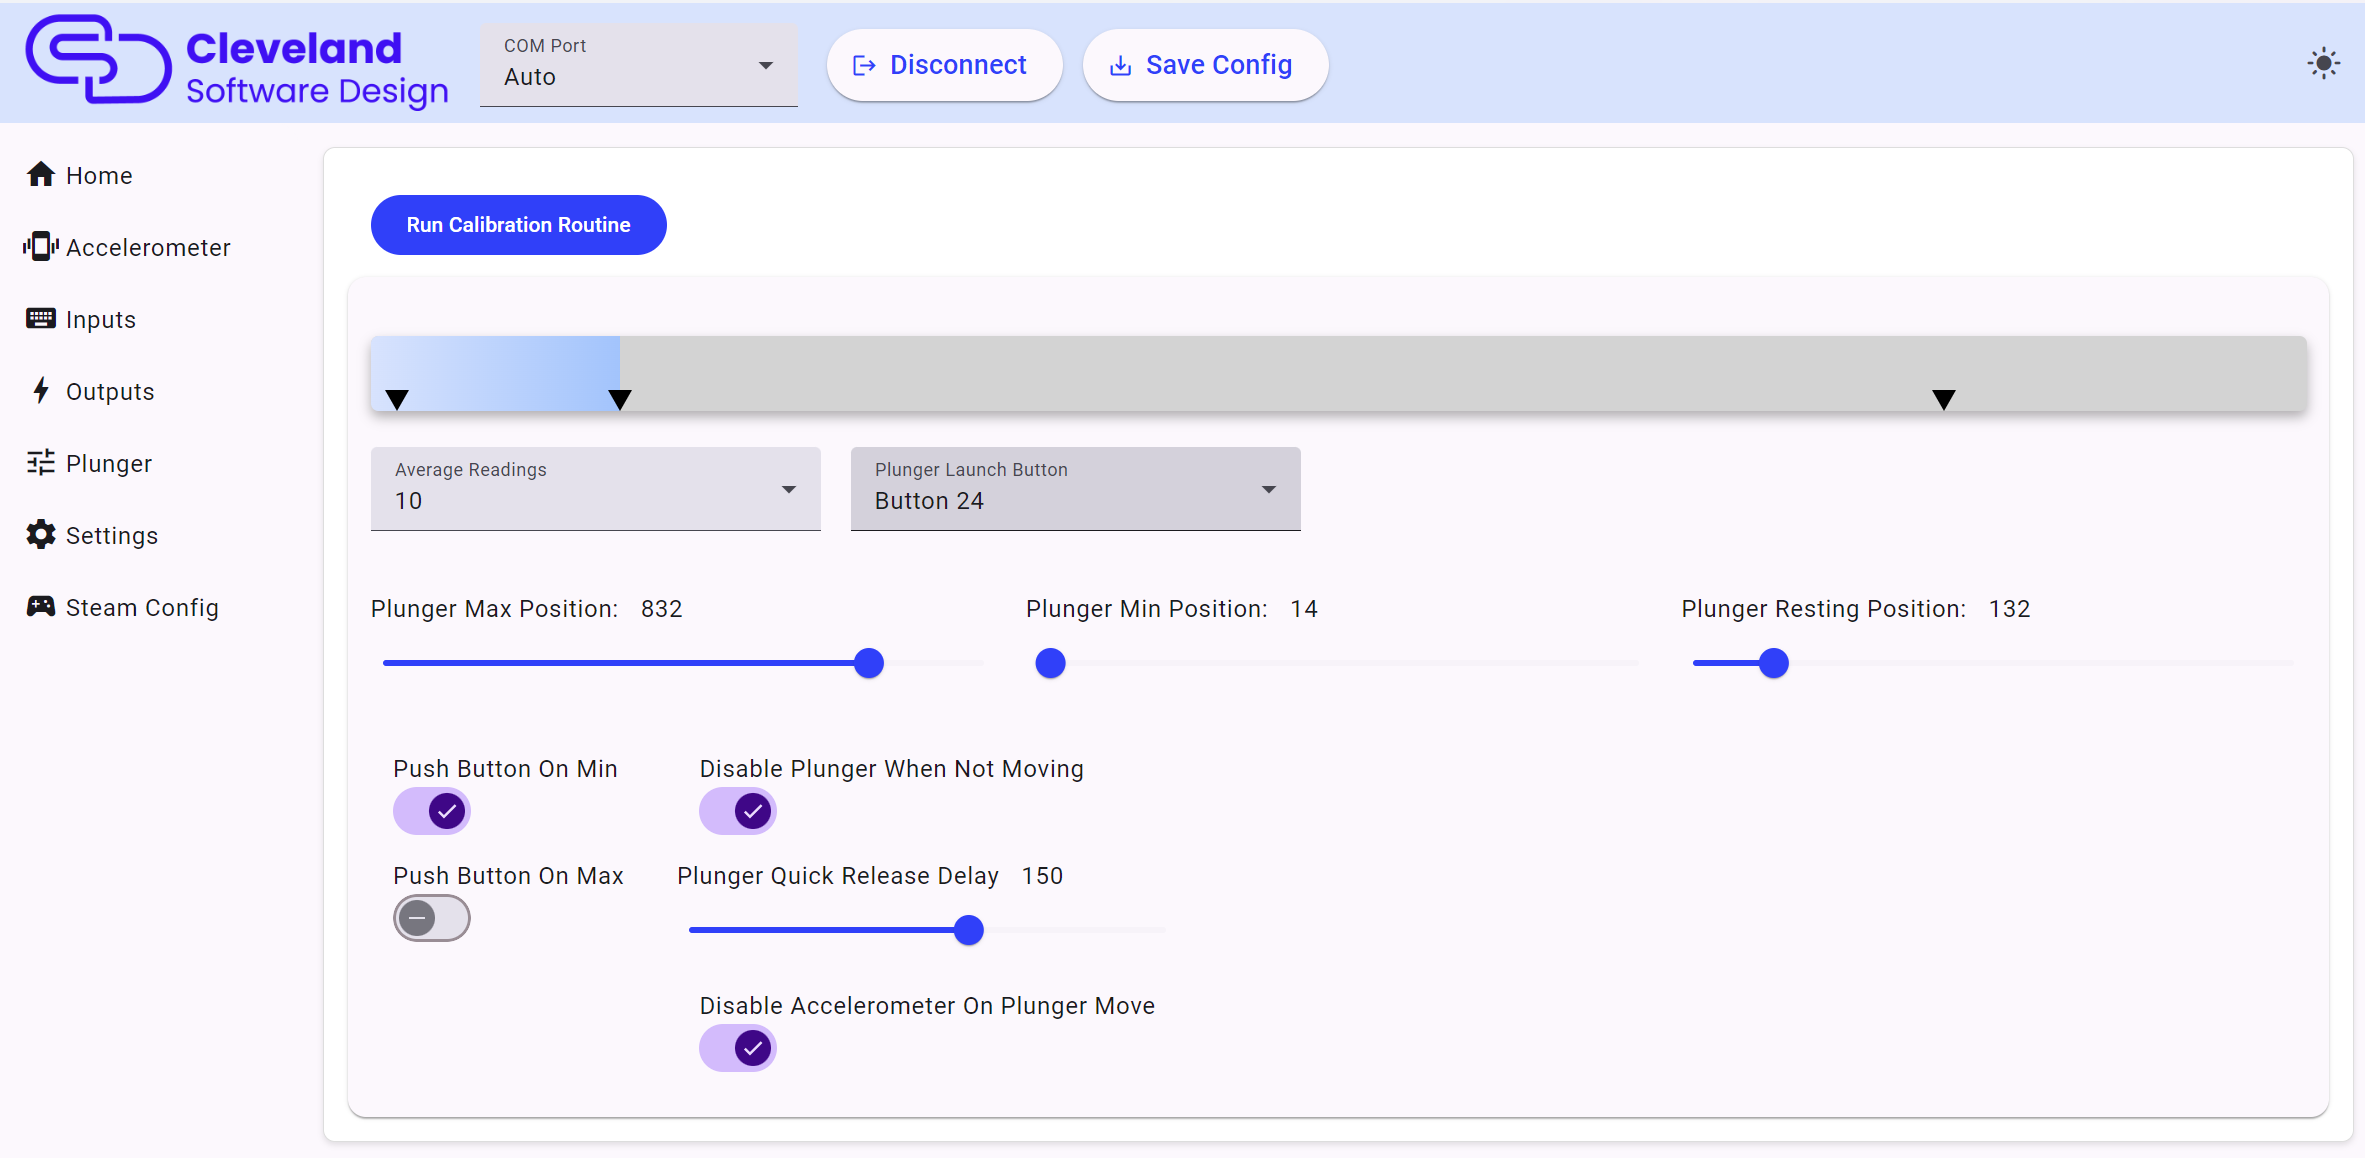 Cleveland
Software Design
COM Port
Auto
Disconnect
Save Config
Home
Accelerometer
Inputs
Outputs
Plunger
Settings
Steam Config
Run Calibration Routine
Average Readings
10
Plunger Launch Button
Button 24
Plunger Max Position: 832
Plunger Min Position: 14
Plunger Resting Position: 132
Push Button On Min
Disable Plunger When Not Moving
Push Button On Max
Plunger Quick Release Delay 150
Disable Accelerometer On Plunger Move